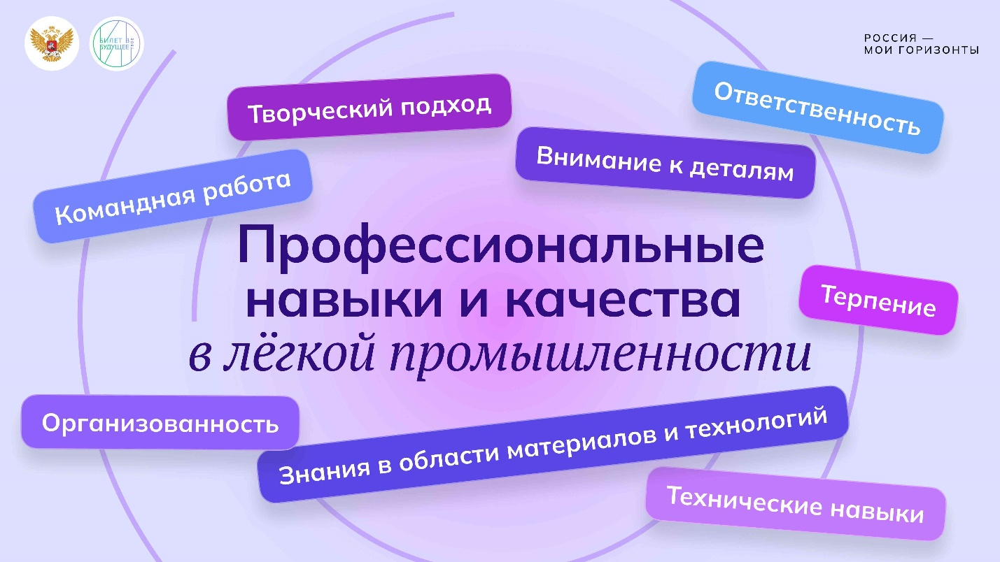 БИЛЕТ В
БУДУЩЕЕ
ТВОЁ
РОССИЯ —
МОИ ГОРИЗОНТЫ
Творческий подход
Ответственность
Внимание к деталям
Командная работа
Профессиональные
навыки и качества
в лёгкой промышленности
Терпение
Организованность
Знания в области материалов и технологий
Технические навыки